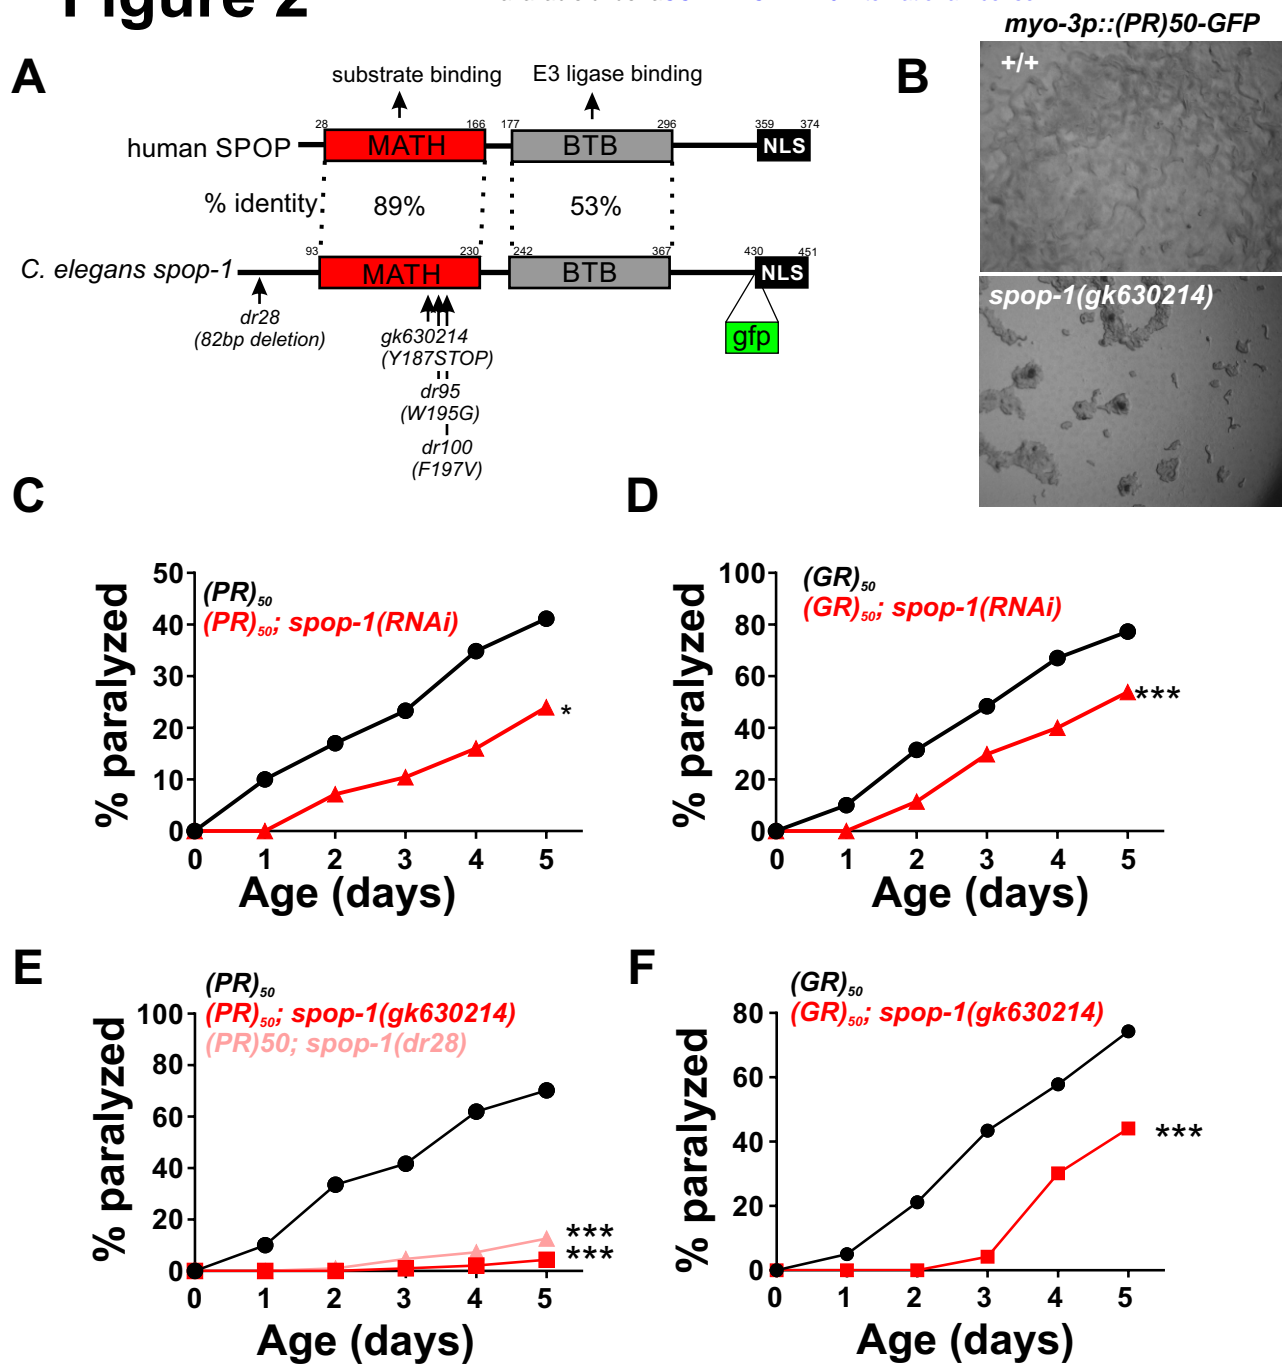 Figure 2
myo-3p::(PR)50-GFP
A
B
substrate binding
E3 ligase binding
+/+
28
166
177
296
359
374
human SPOP
MATH
BTB
NLS
% identity
89%
53%
93
230
242
367
430
451
C. elegans spop-1
MATH
BTB
NLS
spop-1(gk630214)
dr28
(82bp deletion)
gk630214
(Y187STOP)
gfp
dr95
(W195G)
dr100
(F197V)
C
D
(PR)50
(PR)50; spop-1(RNAi)
% paralyzed
50
40
30
20
10
0
*
0 1 2 3 4 5
Age (days)
(GR)50
(GR)50; spop-1(RNAi)
% paralyzed
100
80
60
40
20
0
***
0 1 2 3 4 5
Age (days)
E
F
(PR)50
(PR)50; spop-1(gk630214)
(PR)50; spop-1(dr28)
% paralyzed
100
80
60
40
20
0
***
***
0 1 2 3 4 5
Age (days)
(GR)50
(GR)50; spop-1(gk630214)
% paralyzed
80
60
40
20
0
***
0 1 2 3 4 5
Age (days)